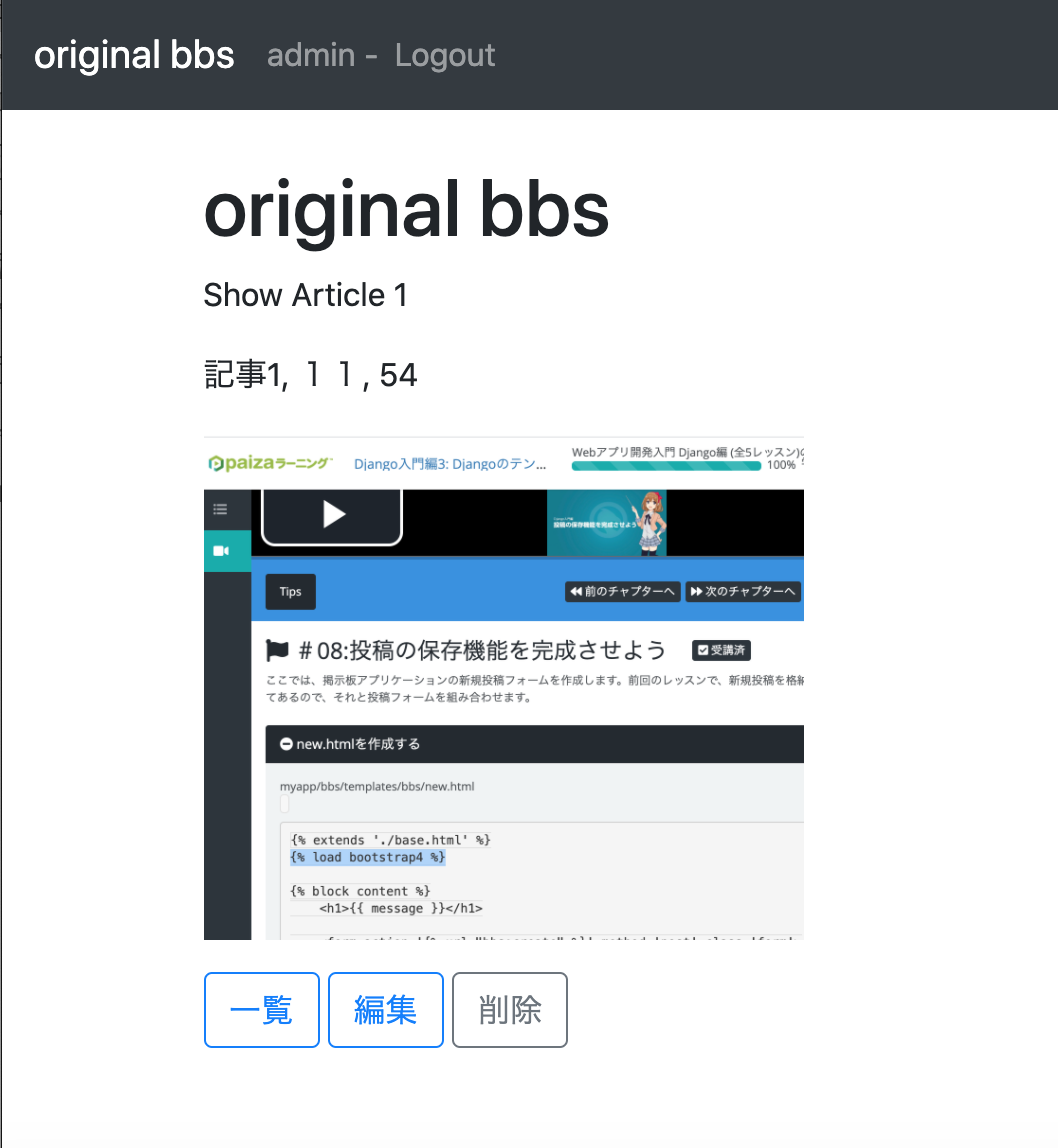 original bbs admin - Logout
original bbs
Show Article 1
記事1, １１, 54
paizaラーニング Django入門編3: Djangoのテン... Webアプリ開発入門 Django編 (全5レッスン)の
100%
投稿の保存機能を完成させよう
Tips 前のチャプターへ 次のチャプターへ
# 08:投稿の保存機能を完成させよう 受講済
ここでは、掲示板アプリケーションの新規投稿フォームを作成します。前回のレッスンで、新規投稿を格納
てあるので、それと投稿フォームを組み合わせます。
new.htmlを作成する
myapp/bbs/templates/bbs/new.html
{% extends './base.html' %}
{% load bootstrap4 %}
{% block content %}
<h1>{{ message }}</h1>
一覧 編集 削除